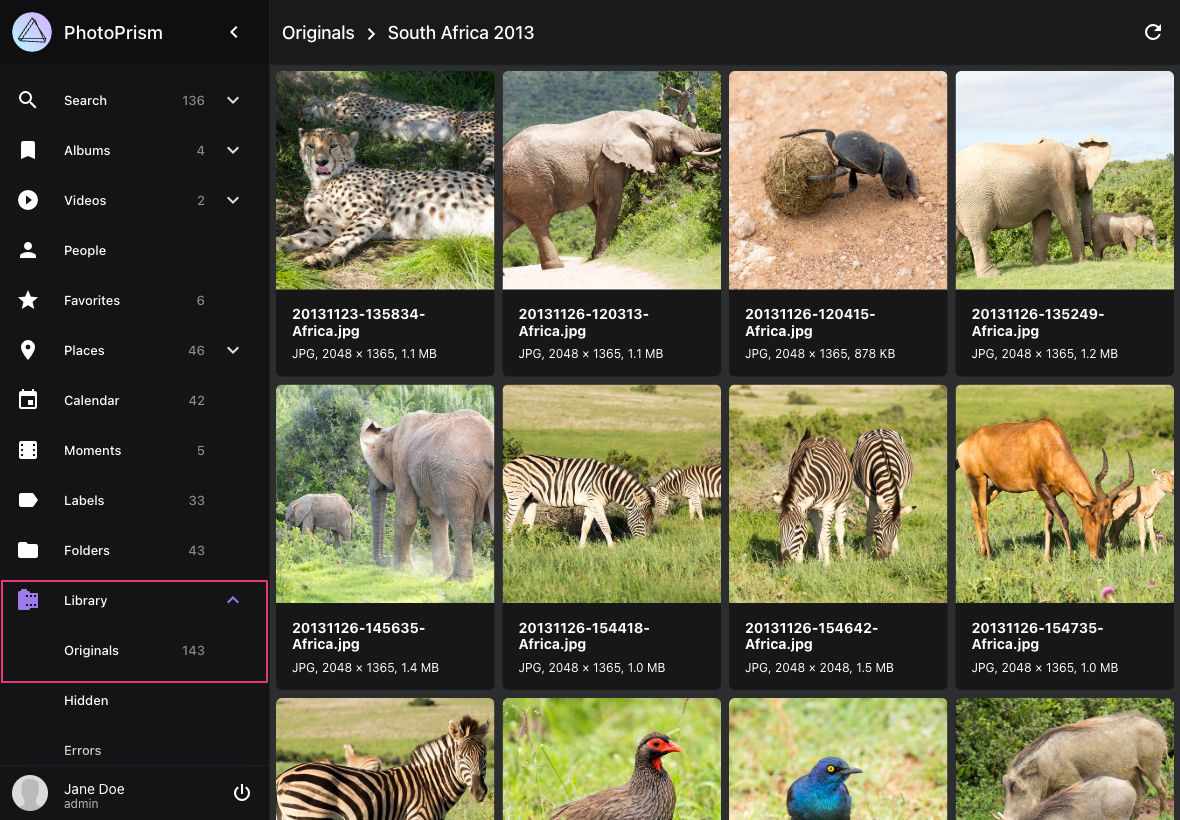 PhotoPrism
Originals > South Africa 2013
Search 136
Albums 4
Videos 2
People
Favorites 6
Places 46
Calendar 42
Moments 5
Labels 33
Folders 43
Library
Originals 143
Hidden
Errors
Jane Doe
admin
20131123-135834-
Africa.jpg
JPG, 2048 × 1365, 1.1 MB
20131126-120313-
Africa.jpg
JPG, 2048 × 1365, 1.1 MB
20131126-120415-
Africa.jpg
JPG, 2048 × 1365, 878 KB
20131126-135249-
Africa.jpg
JPG, 2048 × 1365, 1.2 MB
20131126-145635-
Africa.jpg
JPG, 2048 × 1365, 1.4 MB
20131126-154418-
Africa.jpg
JPG, 2048 × 1365, 1.0 MB
20131126-154642-
Africa.jpg
JPG, 2048 × 2048, 1.5 MB
20131126-154735-
Africa.jpg
JPG, 2048 × 1365, 1.0 MB